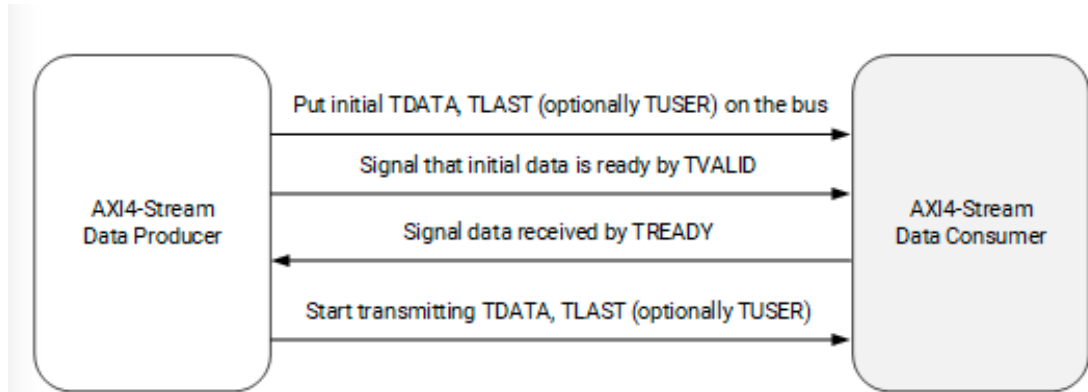 Put initial TDATA, TLAST (optionally TUSER) on the bus
Signal that initial data is ready by TVALID
AXI4-Stream
Data Producer
Signal data received by TREADY
AXI4-Stream
Data Consumer
Start transmitting TDATA, TLAST (optionally TUSER)